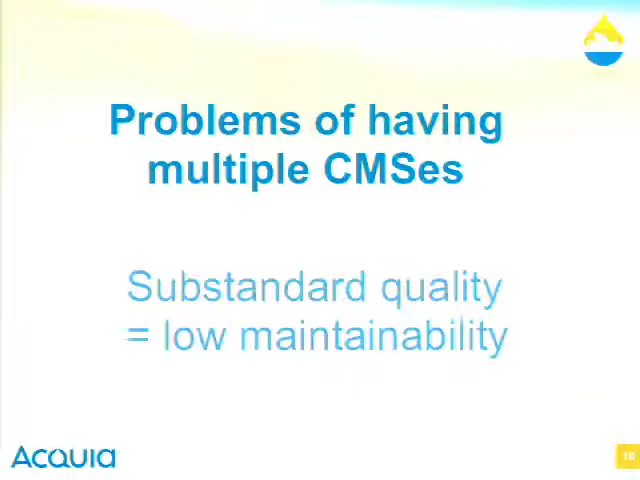 Problems of having
multiple CMSes
Substandard quality
= low maintainability
Acquia